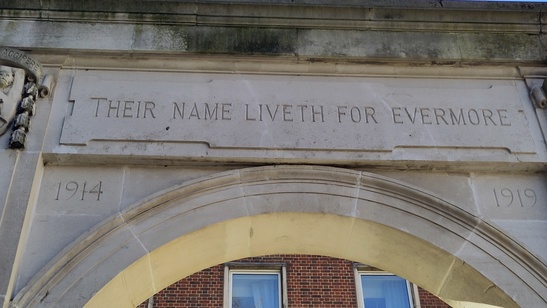 THEIR NAME LIVETH FOR EVERMORE
1914 1919